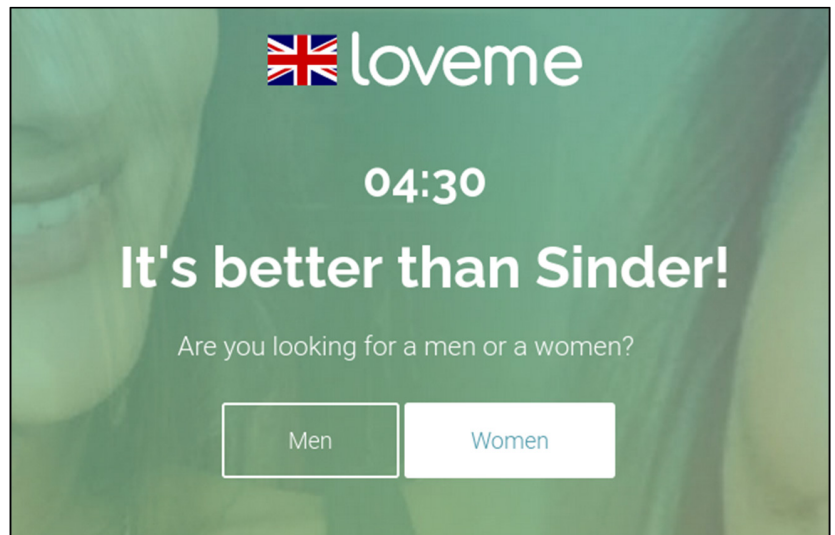 loveme
04:30
It's better than Sinder!
Are you looking for a men or a women?
Men
Women